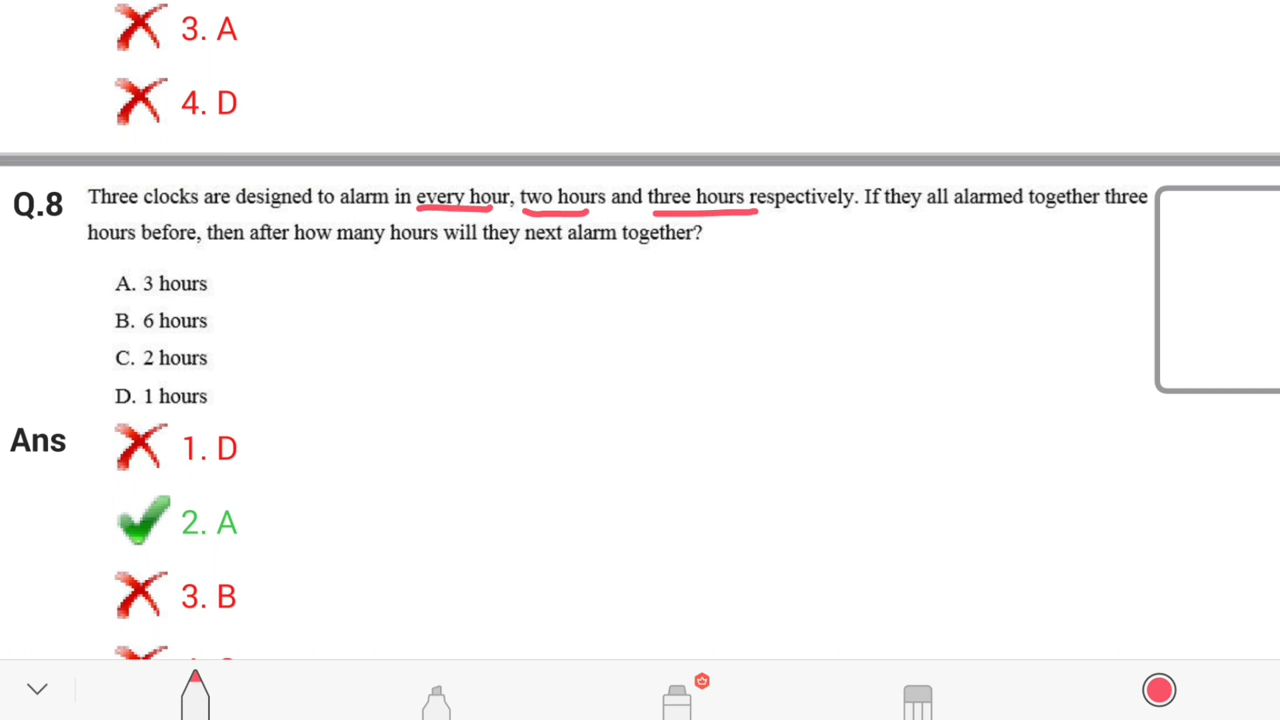 3. A
4. D
Q.8 Three clocks are designed to alarm in every hour, two hours and three hours respectively. If they all alarmed together three
hours before, then after how many hours will they next alarm together?
A. 3 hours
B. 6 hours
C. 2 hours
D. 1 hours
Ans 1. D
2. A
3. B